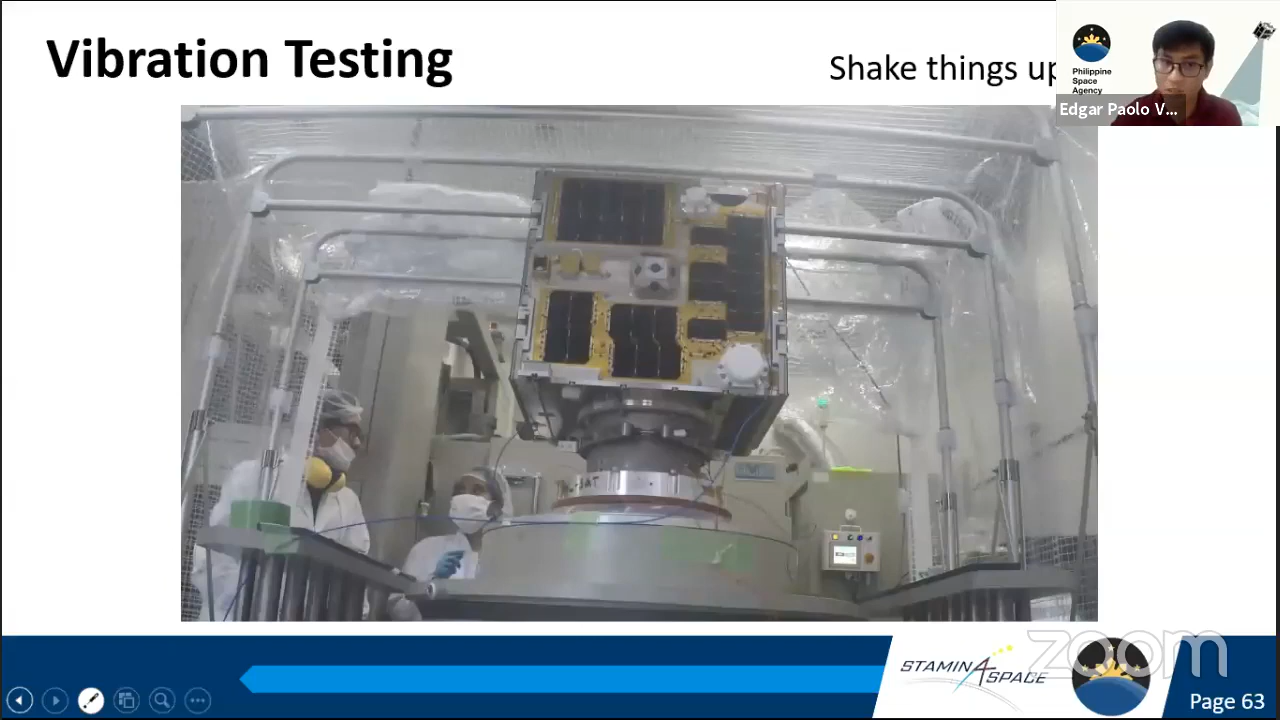 Vibration Testing
Shake things up
Philippine
Space
Agency
Edgar Paolo V...
STAMINA4SPACE
zoom
Page 63